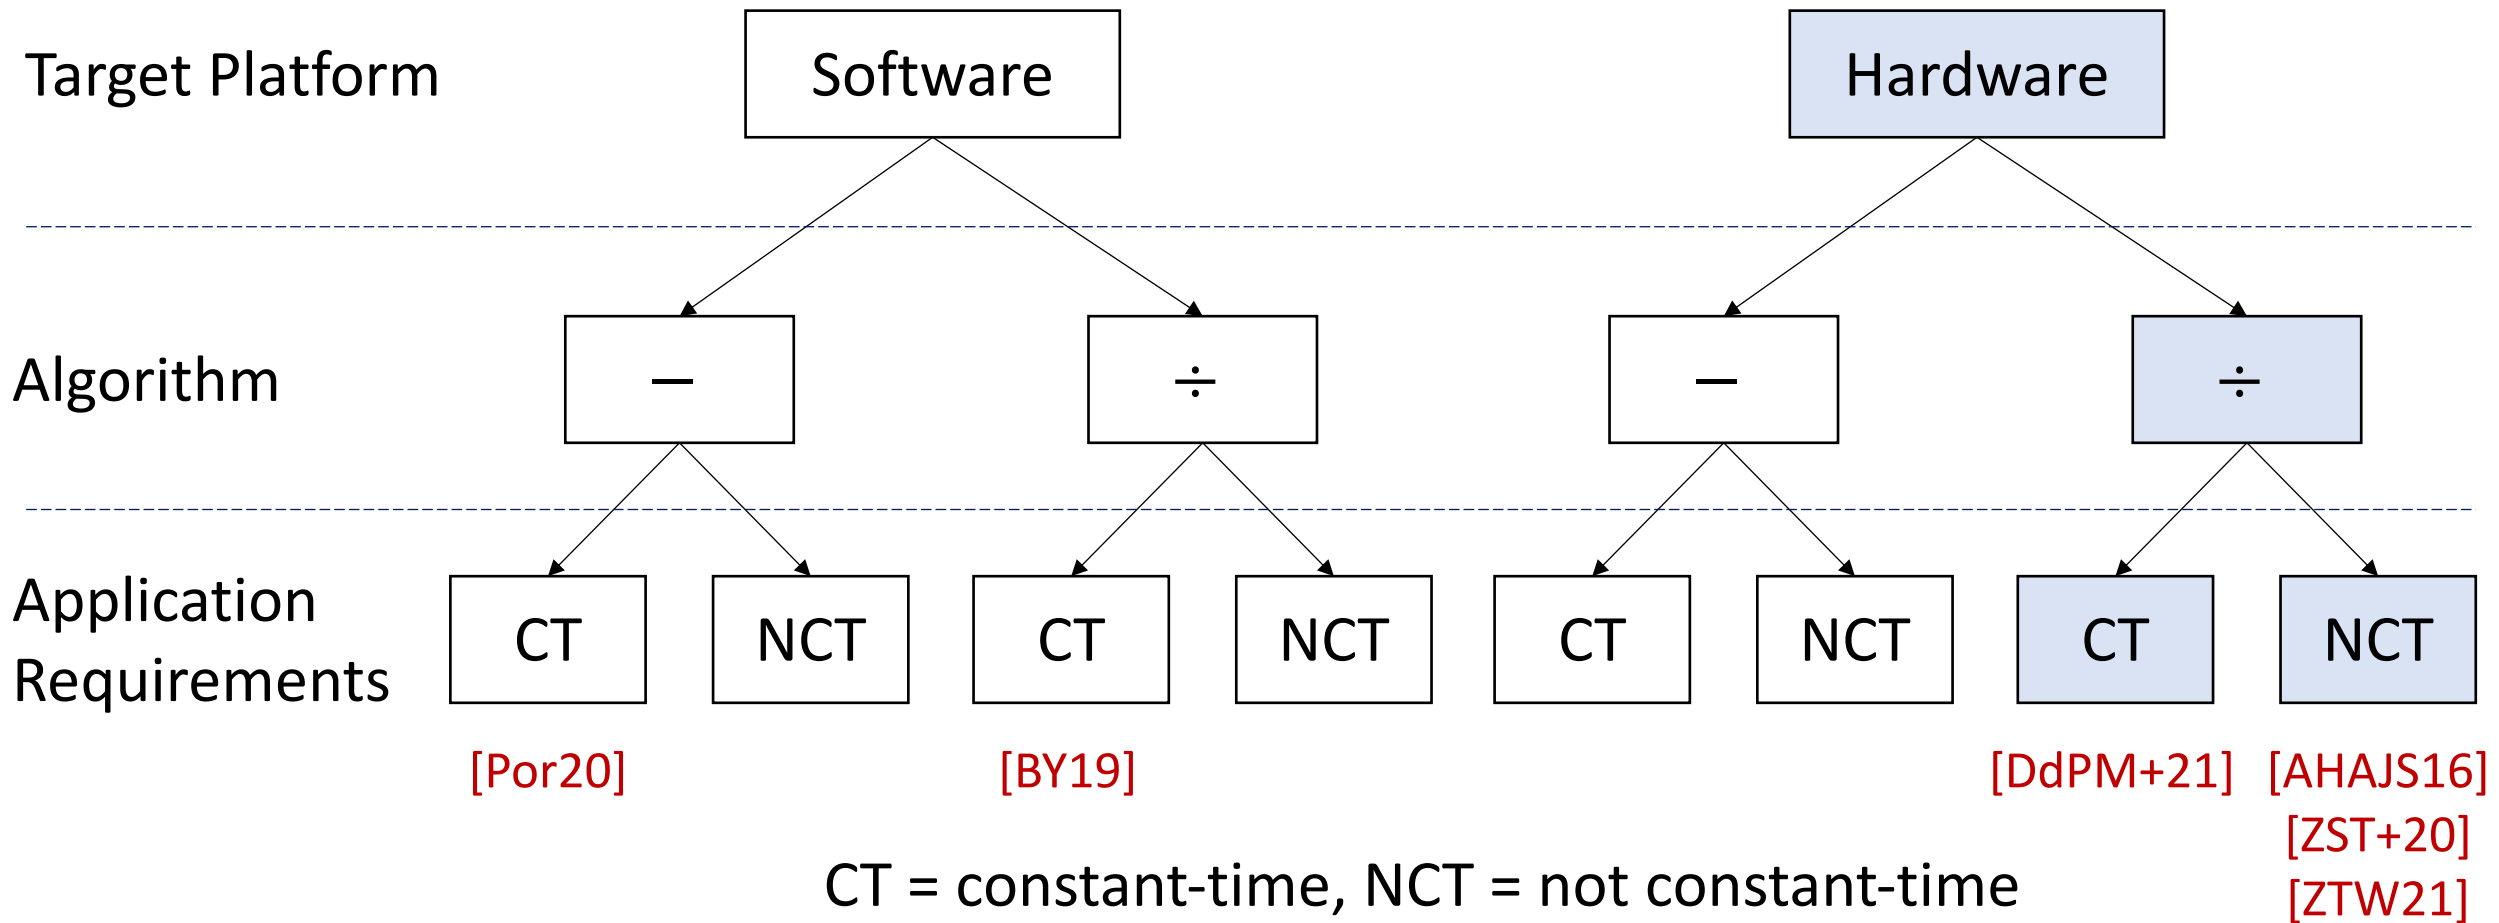 Target Platform
Software
Hardware
Algorithm
−
÷
−
÷
Application
Requirements
CT
NCT
CT
NCT
CT
NCT
CT
NCT
[Por20]
[BY19]
[DdPM+21]
[AHAJS16]
[ZST+20]
[ZTW21]
CT = constant-time, NCT = not constant-time